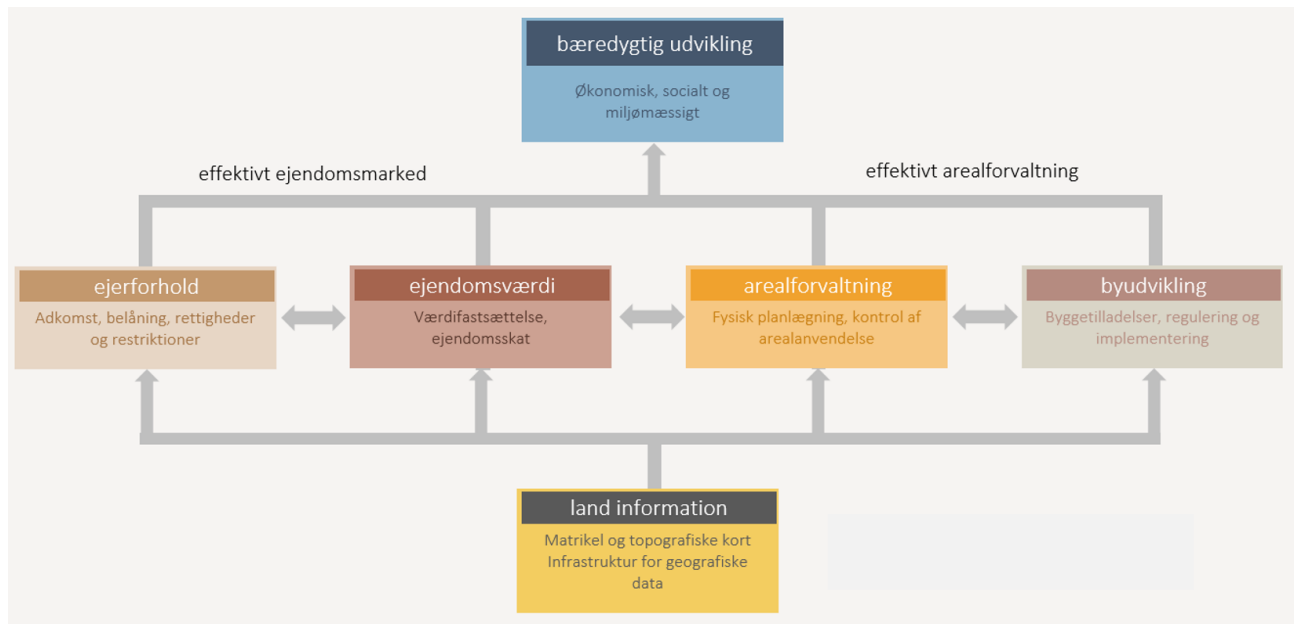 bæredygtig udvikling
Økonomisk, socialt og
miljømæssigt
effektivt ejendomsmarked
effektivt arealforvaltning
ejerforhold
Adkomst, belåning, rettigheder
og restriktioner
ejendomsværdi
Værdifastsættelse,
ejendomsskat
arealforvaltning
Fysisk planlægning, kontrol af
arealanvendelse
byudvikling
Byggetilladelser, regulering og
implementering
land information
Matrikel og topografiske kort
Infrastruktur for geografiske
data